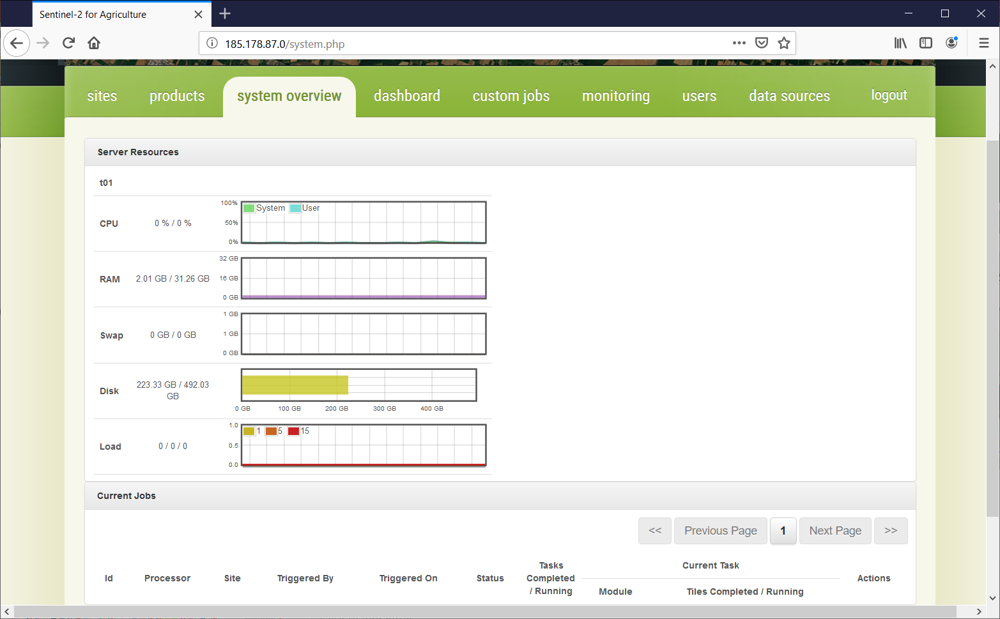 Sentinel-2 for Agriculture
185.178.87.0/system.php
sites
products
system overview
dashboard
custom jobs
monitoring
users
data sources
logout
Server Resources
t01
CPU
0 % / 0 %
100%
50%
0%
System
User
RAM
2.01 GB / 31.26 GB
32 GB
16 GB
0 GB
Swap
0 GB / 0 GB
1 GB
1 GB
0 GB
Disk
223.33 GB / 492.03
GB
0 GB
100 GB
200 GB
300 GB
400 GB
Load
0 / 0 / 0
1.0
0.5
0.0
1
5
15
Current Jobs
<<
Previous Page
1
Next Page
>>
Id
Processor
Site
Triggered By
Triggered On
Status
Tasks
Completed
/ Running
Current Task
Module
Tiles Completed / Running
Actions